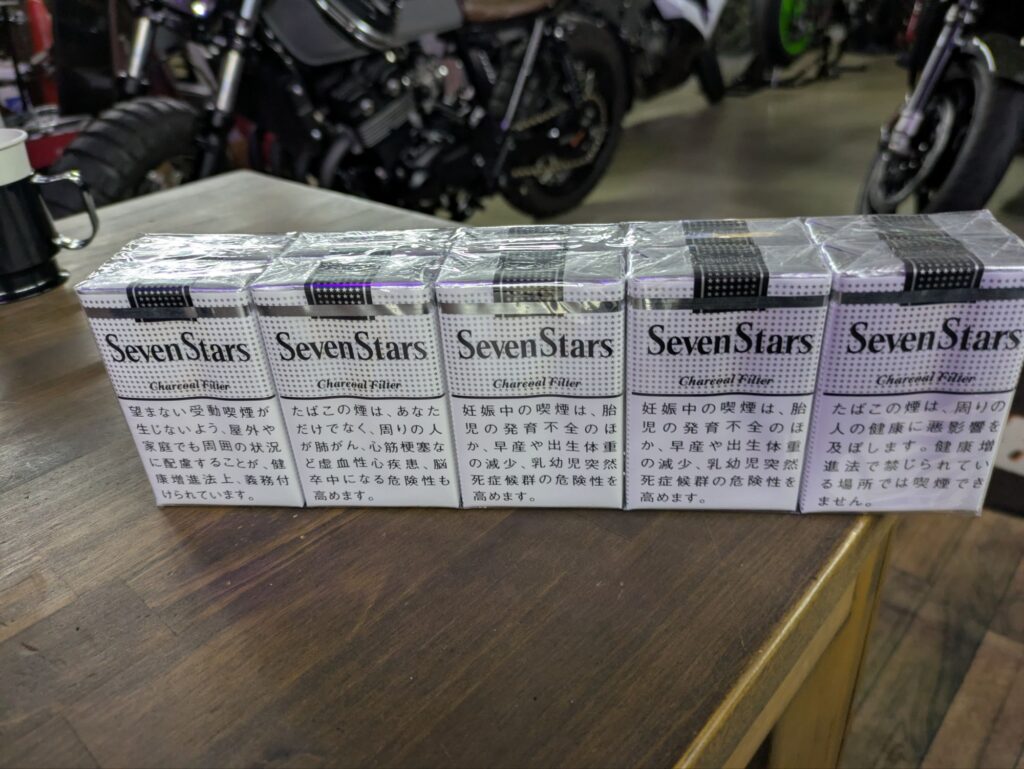 SevenStars
Charcoal Filter
望まない受動喫煙が
生じないよう、屋外や
家庭でも周囲の状況
に配慮することが、健
康増進法上、義務付
けられています。
SevenStars
Charcoal Filter
たばこの煙は、あなた
だけでなく、周りの人
が肺がん、心筋梗塞な
ど虚血性心疾患、脳
卒中になる危険性も
高めます。
SevenStars
Charcoal Filter
妊娠中の喫煙は、胎
児の発育不全のほ
か、早産や出生体重
の減少、乳幼児突然
死症候群の危険性を
高めます。
SevenStars
Charcoal Filter
妊娠中の喫煙は、胎
児の発育不全のほ
か、早産や出生体重
の減少、乳幼児突然
死症候群の危険性を
高めます。
SevenStars
Charcoal Filter
たばこの煙は、周りの
人の健康に悪影響を
及ぼします。健康増
進法で禁じられてい
る場所では喫煙でき
ません。